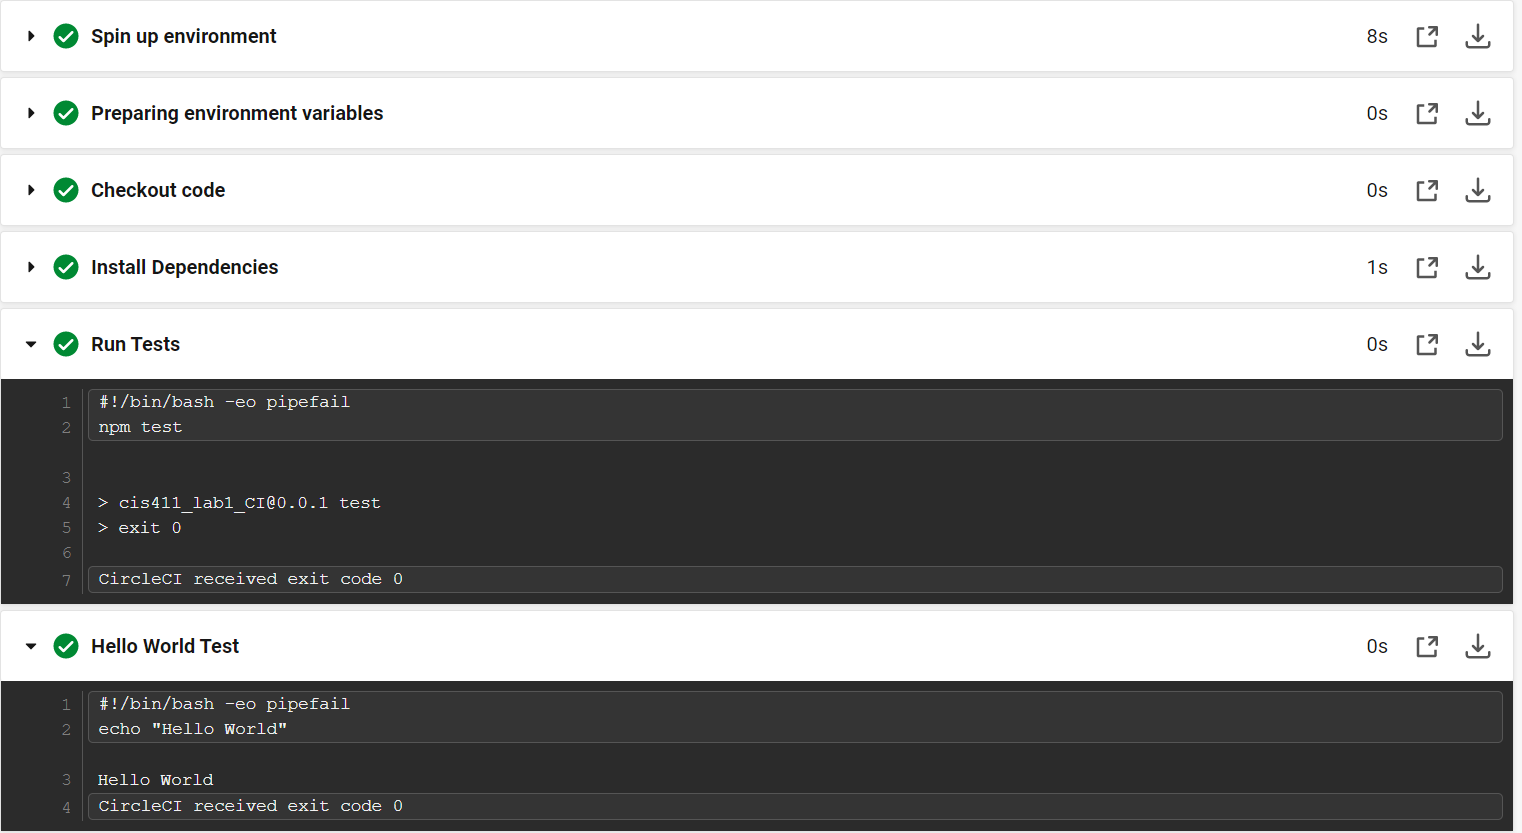 Spin up environment 8s
Preparing environment variables 0s
Checkout code 0s
Install Dependencies 1s
Run Tests 0s
1 #!/bin/bash -eo pipefail
2 npm test
3
4 > cis411_lab1_CI@0.0.1 test
5 > exit 0
6
7 CircleCI received exit code 0
Hello World Test 0s
1 #!/bin/bash -eo pipefail
2 echo "Hello World"
3 Hello World
4 CircleCI received exit code 0